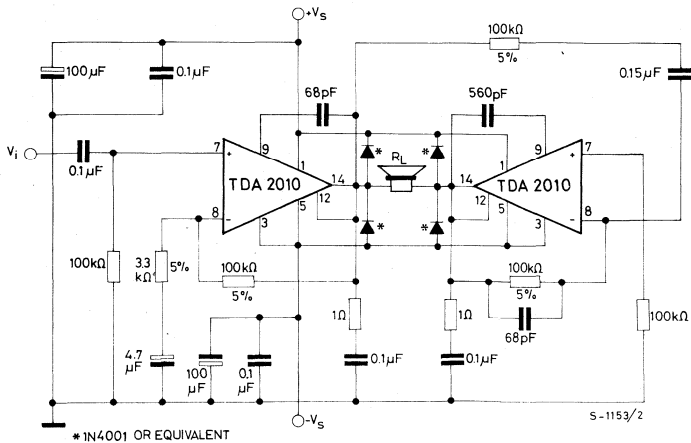 +Vs
100kΩ
5%
100µF
0.1µF
68pF
560pF
0.15µF
Vi
0.1µF
7
+
9
1
TDA 2010
14
12
5
3
8
−
*
*
RL
*
*
14
12
9
1
TDA 2010
5
3
7
+
8
−
100kΩ
3.3
kΩ
5%
100kΩ
5%
1Ω
1Ω
100kΩ
5%
68pF
100kΩ
4.7
µF
100
µF
0.1
µF
0.1µF
0.1µF
-Vs
S-1153/2
*1N4001 OR EQUIVALENT